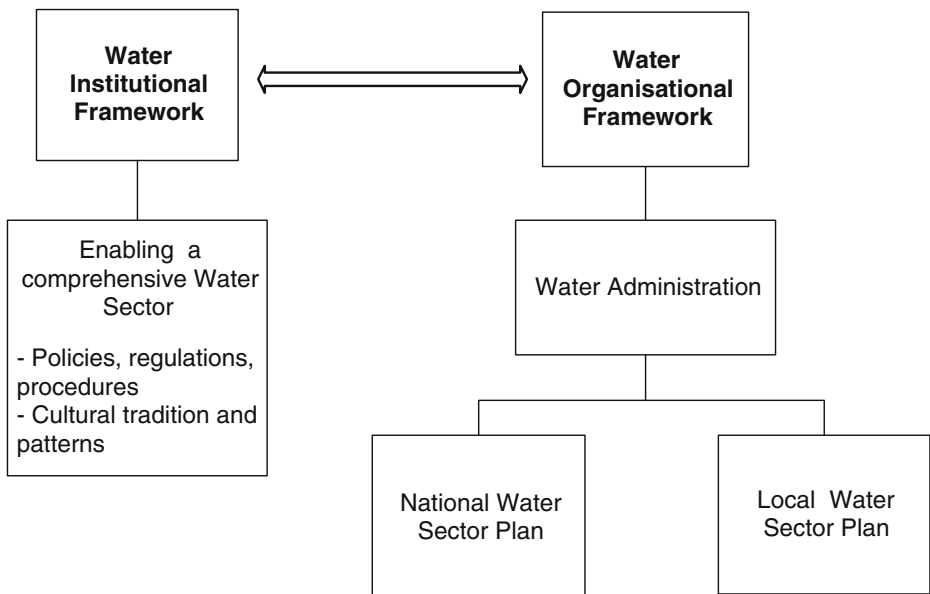 Water
Institutional
Framework
Water
Organisational
Framework
Enabling a
comprehensive Water
Sector
- Policies, regulations,
procedures
- Cultural tradition and
patterns
Water Administration
National Water
Sector Plan
Local Water
Sector Plan